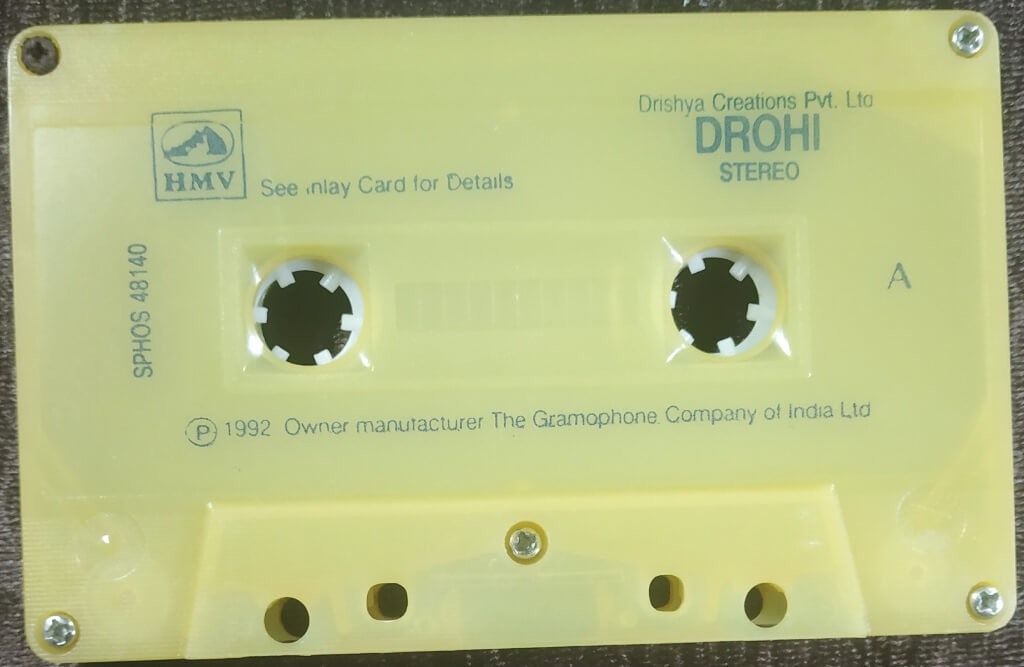 Drishya Creations Pvt. Ltd
DROHI
STEREO
HMV
See inlay Card for Details
SPHOS 48140
A
Ⓟ 1992 Owner manufacturer The Gramophone Company of India Ltd